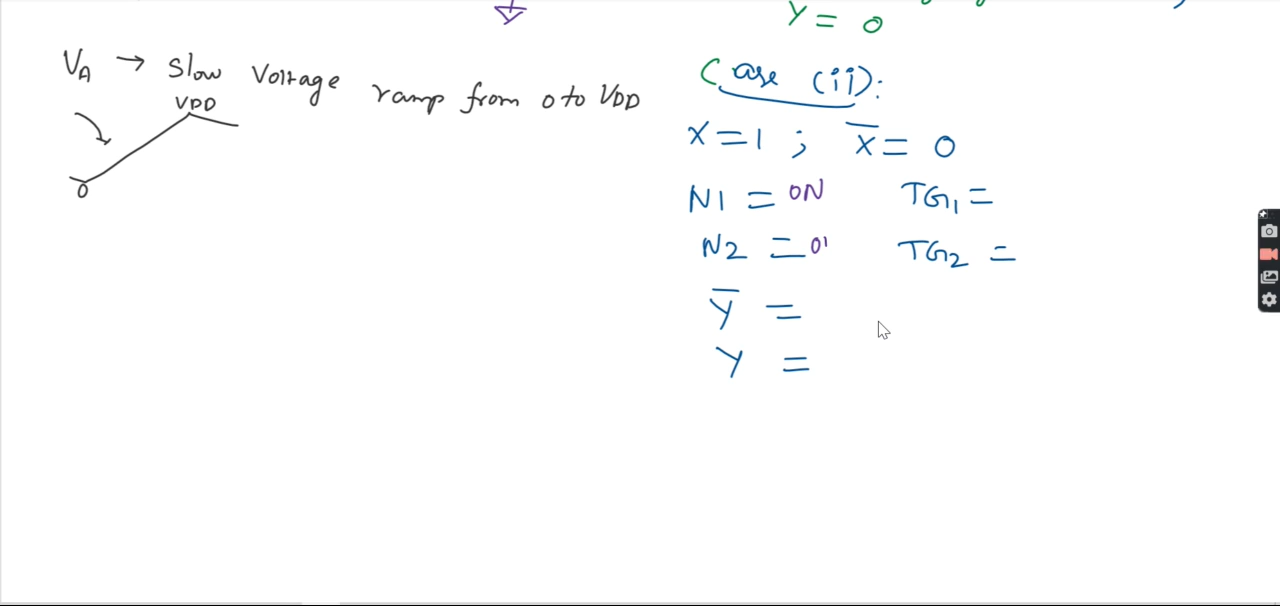 Y = 0
VA → Slow Voltage ramp from 0 to VDD
VDD
0
Case (ii):
X = 1 ; X̅ = 0
N1 = ON TG1 =
N2 = O TG2 =
Y̅ =
Y =